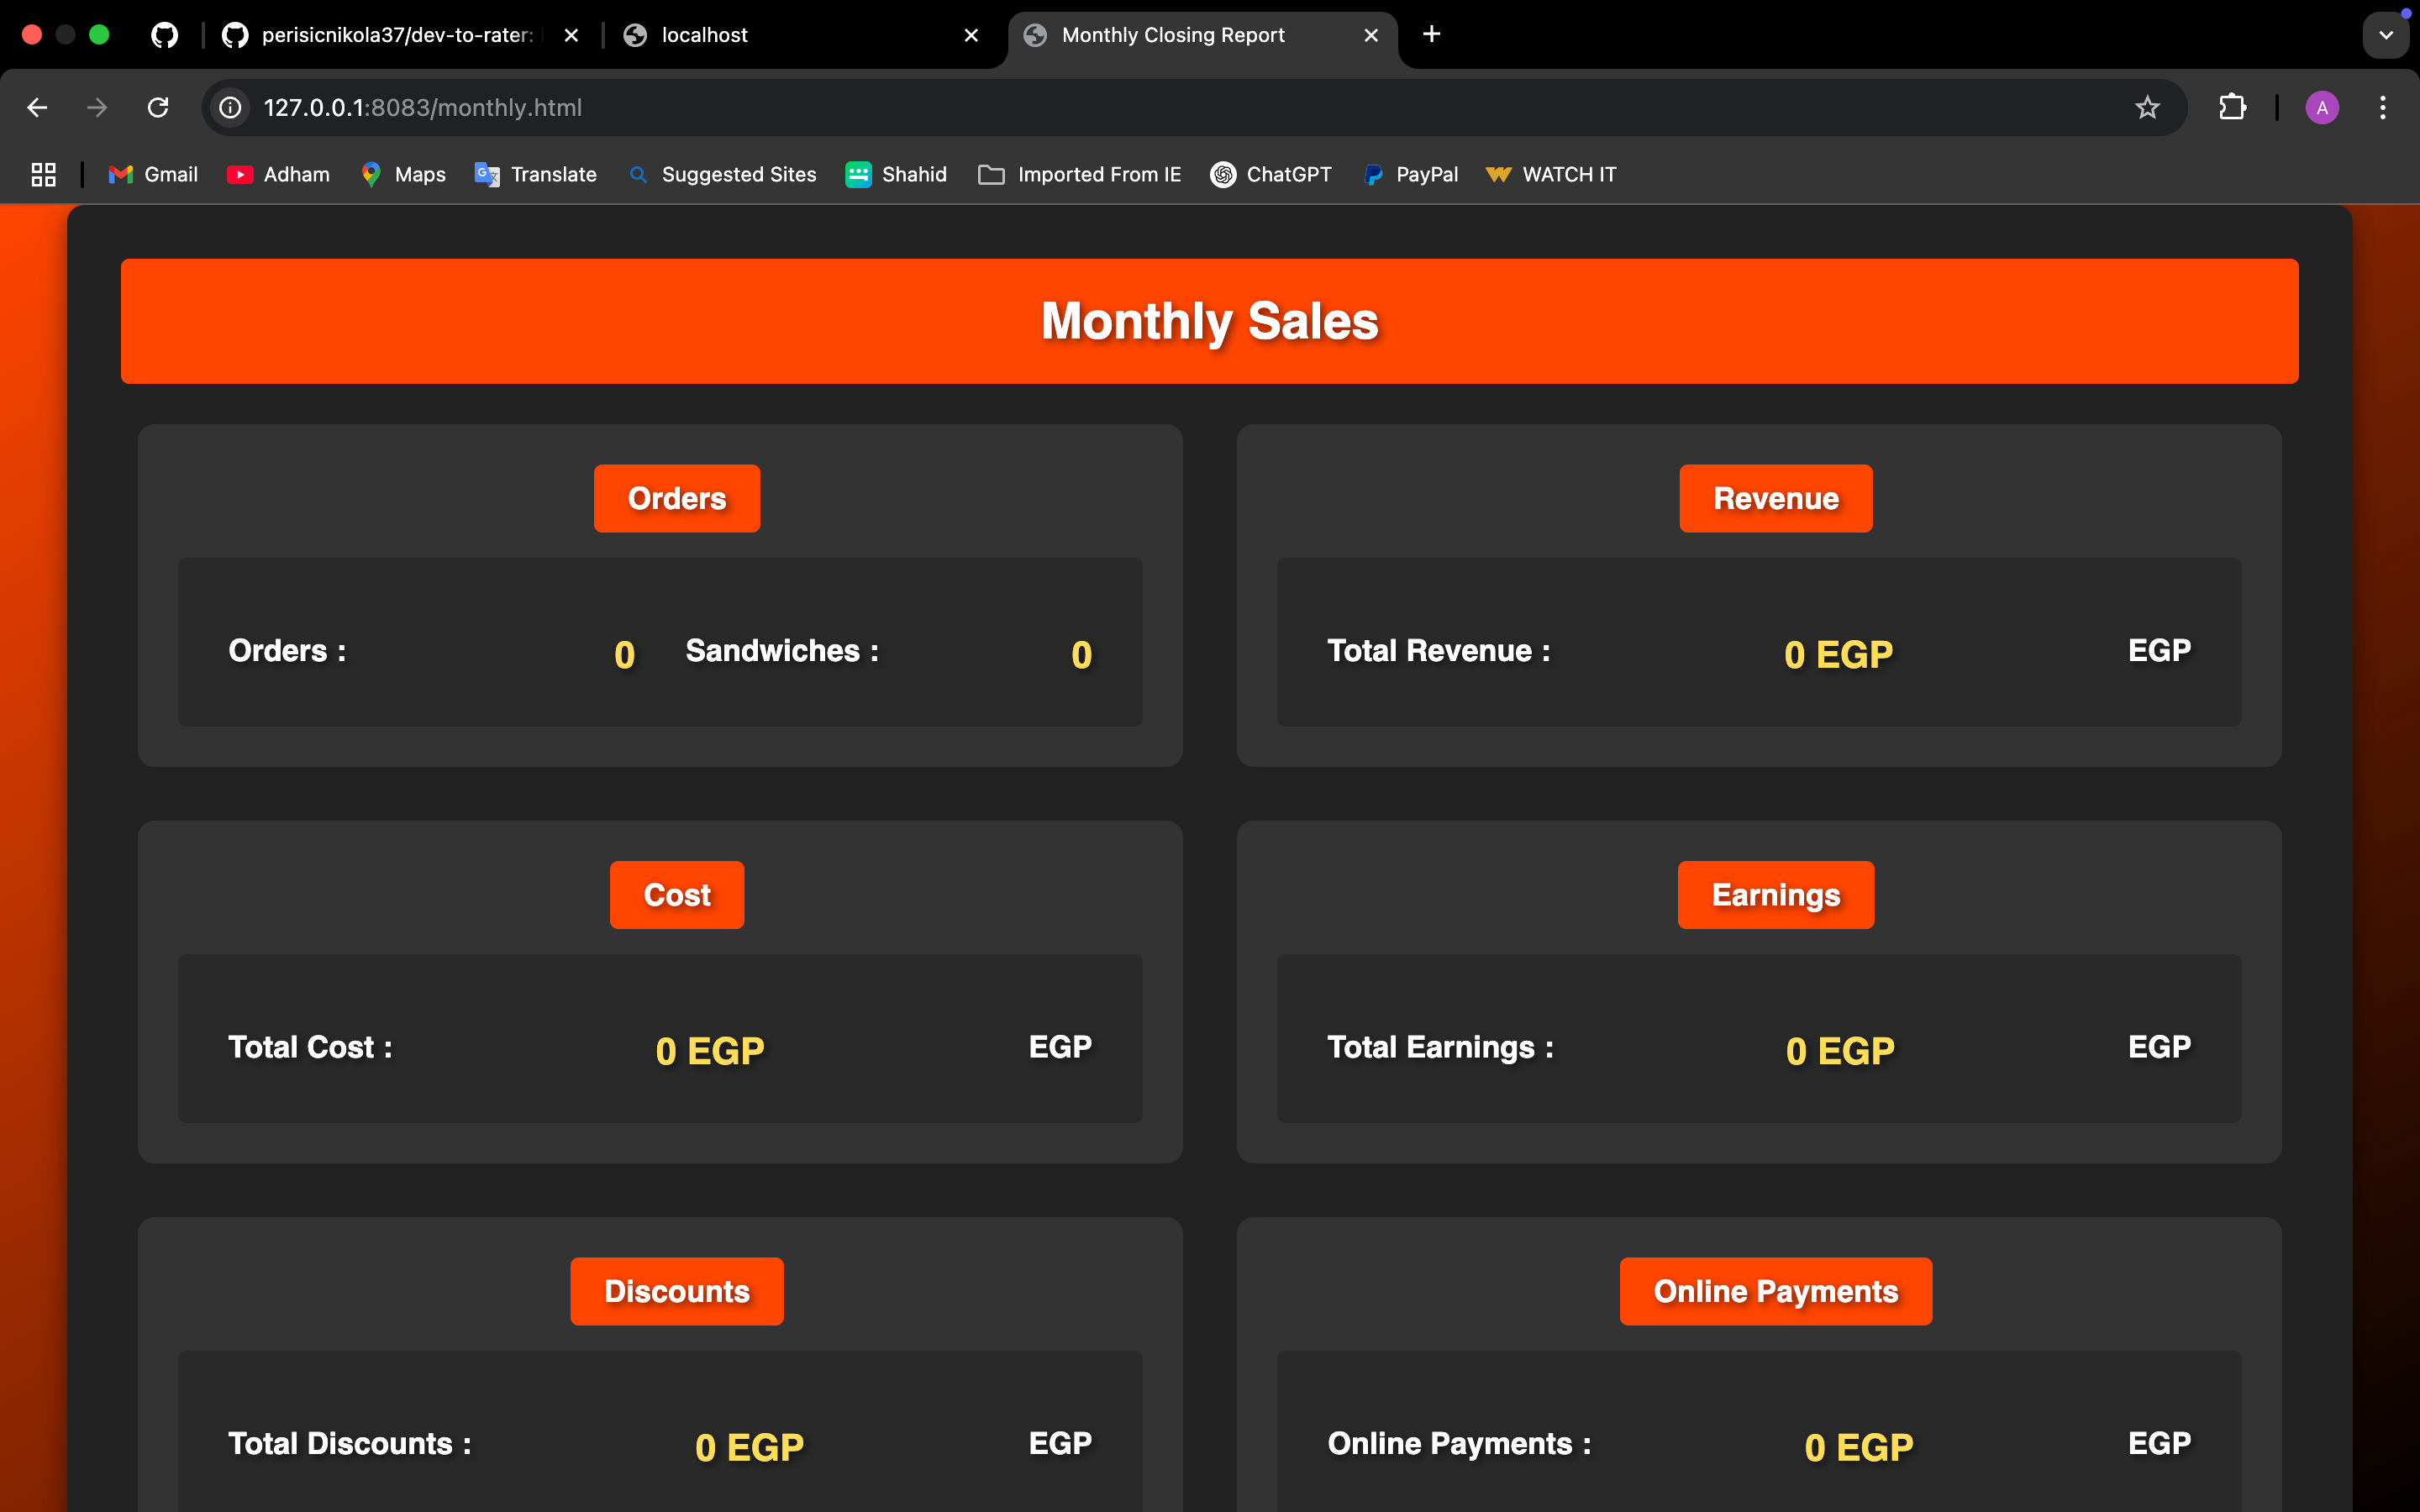 perisicnikola37/dev-to-rater:
localhost
Monthly Closing Report
127.0.0.1:8083/monthly.html
A
Gmail
Adham
Maps
Translate
Suggested Sites
Shahid
Imported From IE
ChatGPT
PayPal
WATCH IT
Monthly Sales
Orders
Orders : 0 Sandwiches : 0
Revenue
Total Revenue : 0 EGP EGP
Cost
Total Cost : 0 EGP EGP
Earnings
Total Earnings : 0 EGP EGP
Discounts
Total Discounts : 0 EGP EGP
Online Payments
Online Payments : 0 EGP EGP